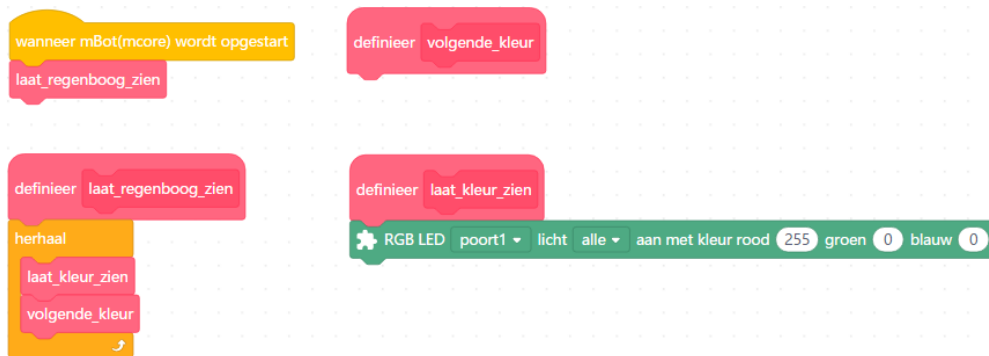 wanneer mBot(mcore) wordt opgestart
laat_regenboog_zien
definieer volgende_kleur
definieer laat_regenboog_zien
herhaal
laat_kleur_zien
volgende_kleur
definieer laat_kleur_zien
RGB LED poort1 licht alle aan met kleur rood 255 groen 0 blauw 0